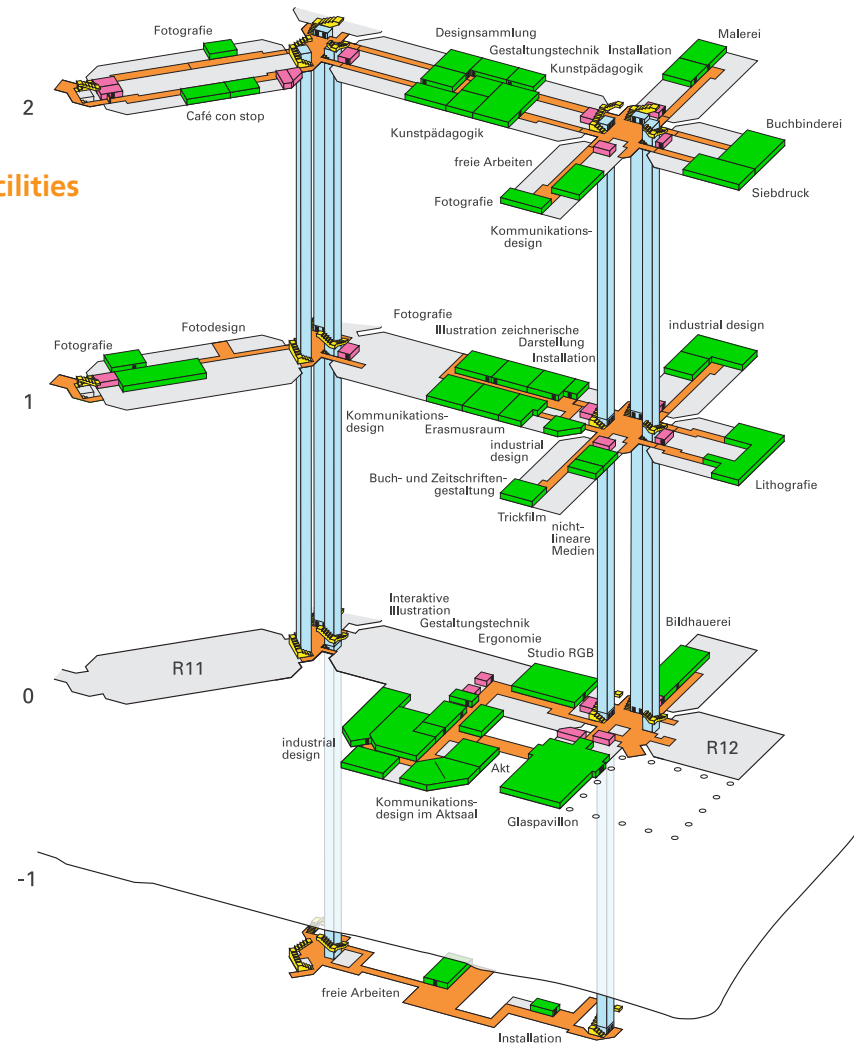 Fotografie
Designsammlung
Gestaltungstechnik
Installation
Kunstpädagogik
Malerei
2
Café con stop
Kunstpädagogik
Buchbinderei
freie Arbeiten
cilities
Fotografie
Siebdruck
Kommunikations-
design
Fotografie
Fotodesign
Fotografie
Illustration zeichnerische
Darstellung
Installation
industrial design
1
Kommunikations-
design
Erasmusraum
industrial
design
Buch- und Zeitschriften-
gestaltung
Lithografie
Trickfilm
nicht-
lineare
Medien
Interaktive
Illustration
Gestaltungstechnik
Ergonomie
Studio RGB
Bildhauerei
R11
0
R12
industrial
design
Akt
Kommunikations-
design im Aktsaal
Glaspavillon
-1
freie Arbeiten
Installation